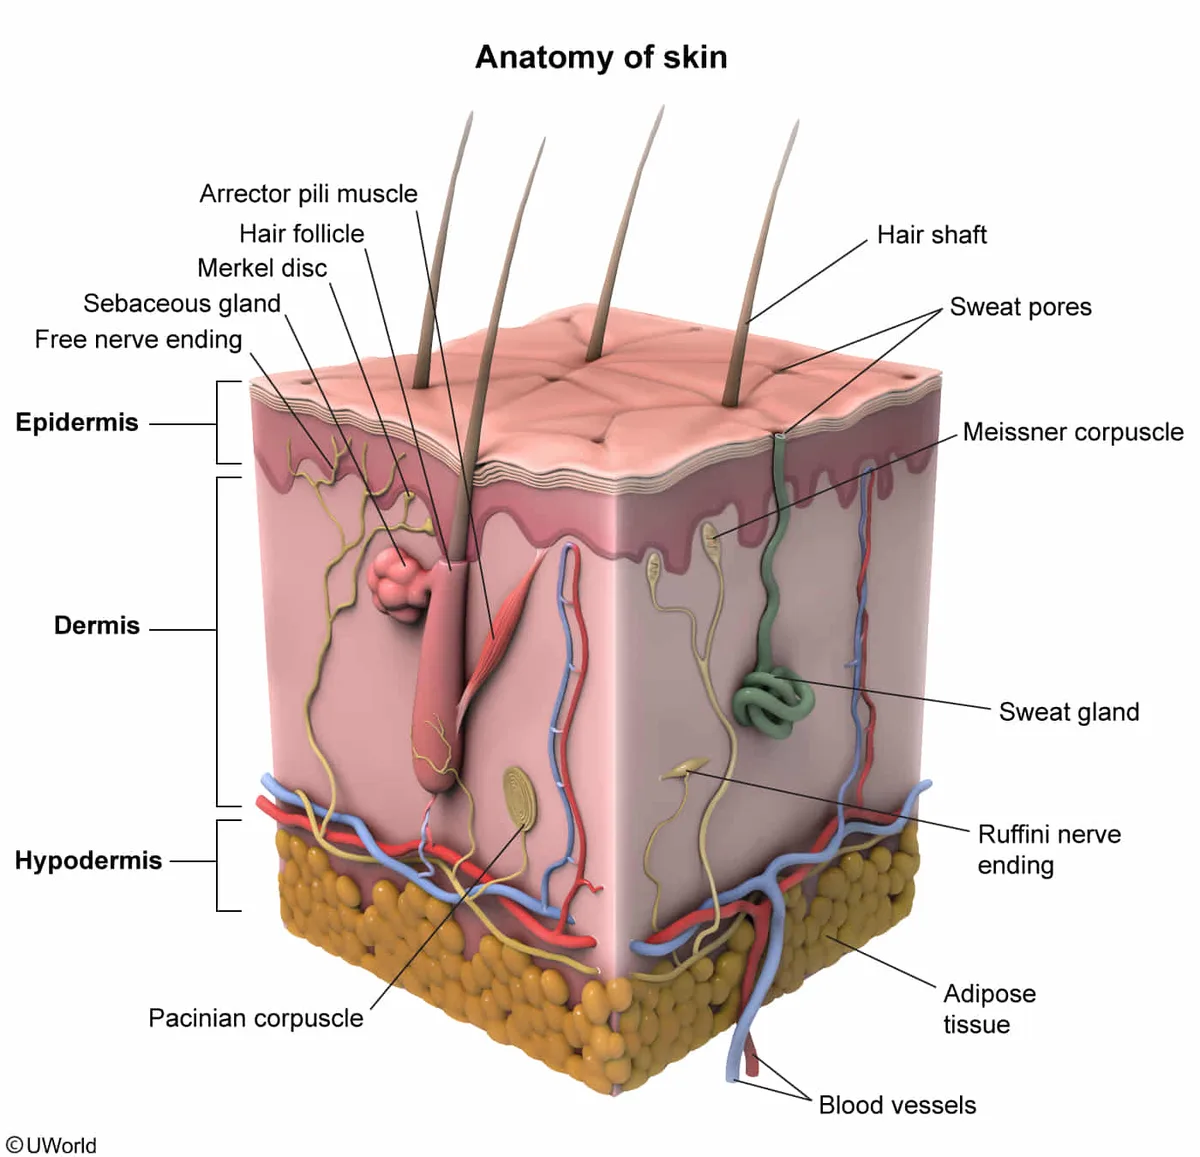 Anatomy of skin
Arrector pili muscle
Hair follicle
Merkel disc
Sebaceous gland
Free nerve ending
Epidermis
Dermis
Hypodermis
Pacinian corpuscle
Hair shaft
Sweat pores
Meissner corpuscle
Sweat gland
Ruffini nerve
ending
Adipose
tissue
Blood vessels
©UWorld